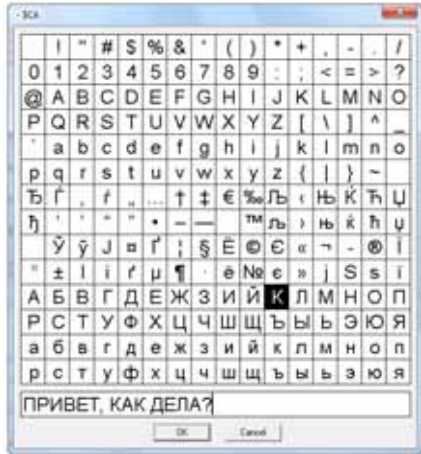 - SCA
! " # $ % & ' ( ) * + , - . /
0 1 2 3 4 5 6 7 8 9 : ; < = > ?
@ A B C D E F G H I J K L M N O
P Q R S T U V W X Y Z [ \ ] ^ _
` a b c d e f g h i j k l m n o
p q r s t u v w x y z { | } ~
Ђ Ѓ ‚ ѓ „ … † ‡ € ‰ Љ ‹ Њ Ќ Ћ Џ
ђ ‘ ’ “ ” • – — ™ љ › њ ќ ћ џ
Ў ў Ј ¤ Ґ ¦ § Ё © Є « ¬ - ® Ї
° ± І і ґ µ ¶ · ё № є » ј Ѕ ѕ ї
А Б В Г Д Е Ж З И Й К Л М Н О П
Р С Т У Ф Х Ц Ч Ш Щ Ъ Ы Ь Э Ю Я
а б в г д е ж з и й к л м н о п
р с т у ф х ц ч ш щ ъ ы ь э ю я
ПРИВЕТ, КАК ДЕЛА?
OK Cancel